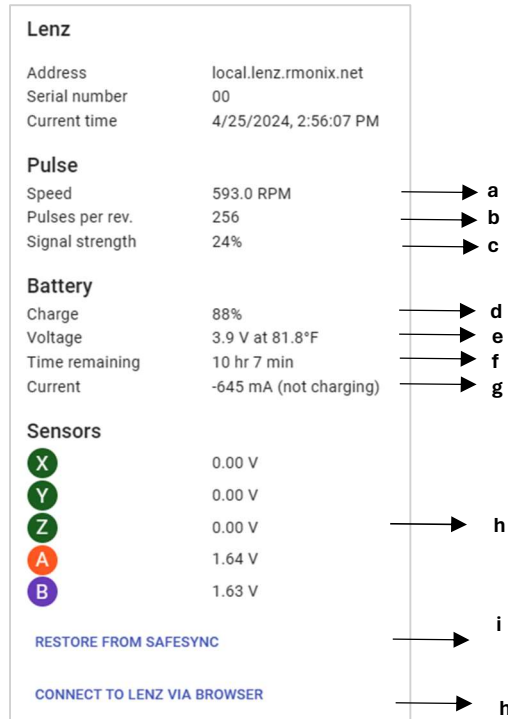 Lenz
Address local.lenz.rmonix.net
Serial number 00
Current time 4/25/2024, 2:56:07 PM
Pulse
Speed 593.0 RPM a
Pulses per rev. 256 b
Signal strength 24% c
Battery
Charge 88% d
Voltage 3.9 V at 81.8°F e
Time remaining 10 hr 7 min f
Current -645 mA (not charging) g
Sensors
X 0.00 V
Y 0.00 V
Z 0.00 V h
A 1.64 V
B 1.63 V
RESTORE FROM SAFESYNC i
CONNECT TO LENZ VIA BROWSER h